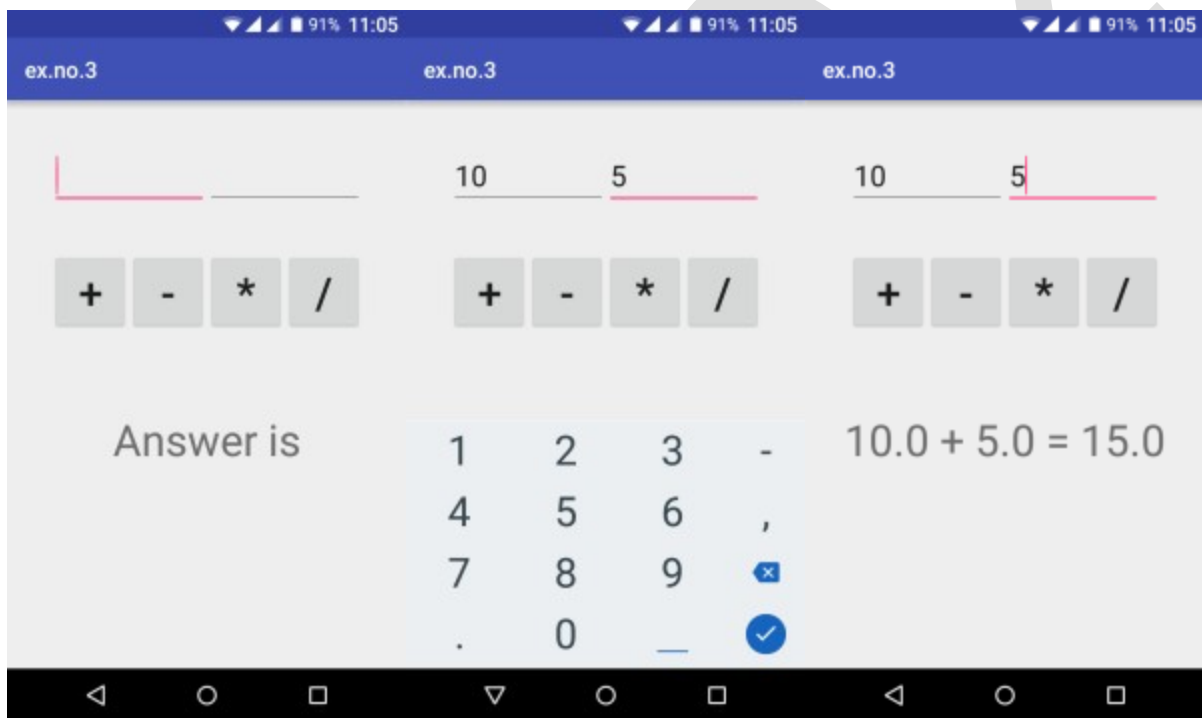 91% 11:05
ex.no.3
+ - * /
Answer is
91% 11:05
ex.no.3
10 5
+ - * /
1 2 3 -
4 5 6 ,
7 8 9
. 0 _
91% 11:05
ex.no.3
10 5
+ - * /
10.0 + 5.0 = 15.0